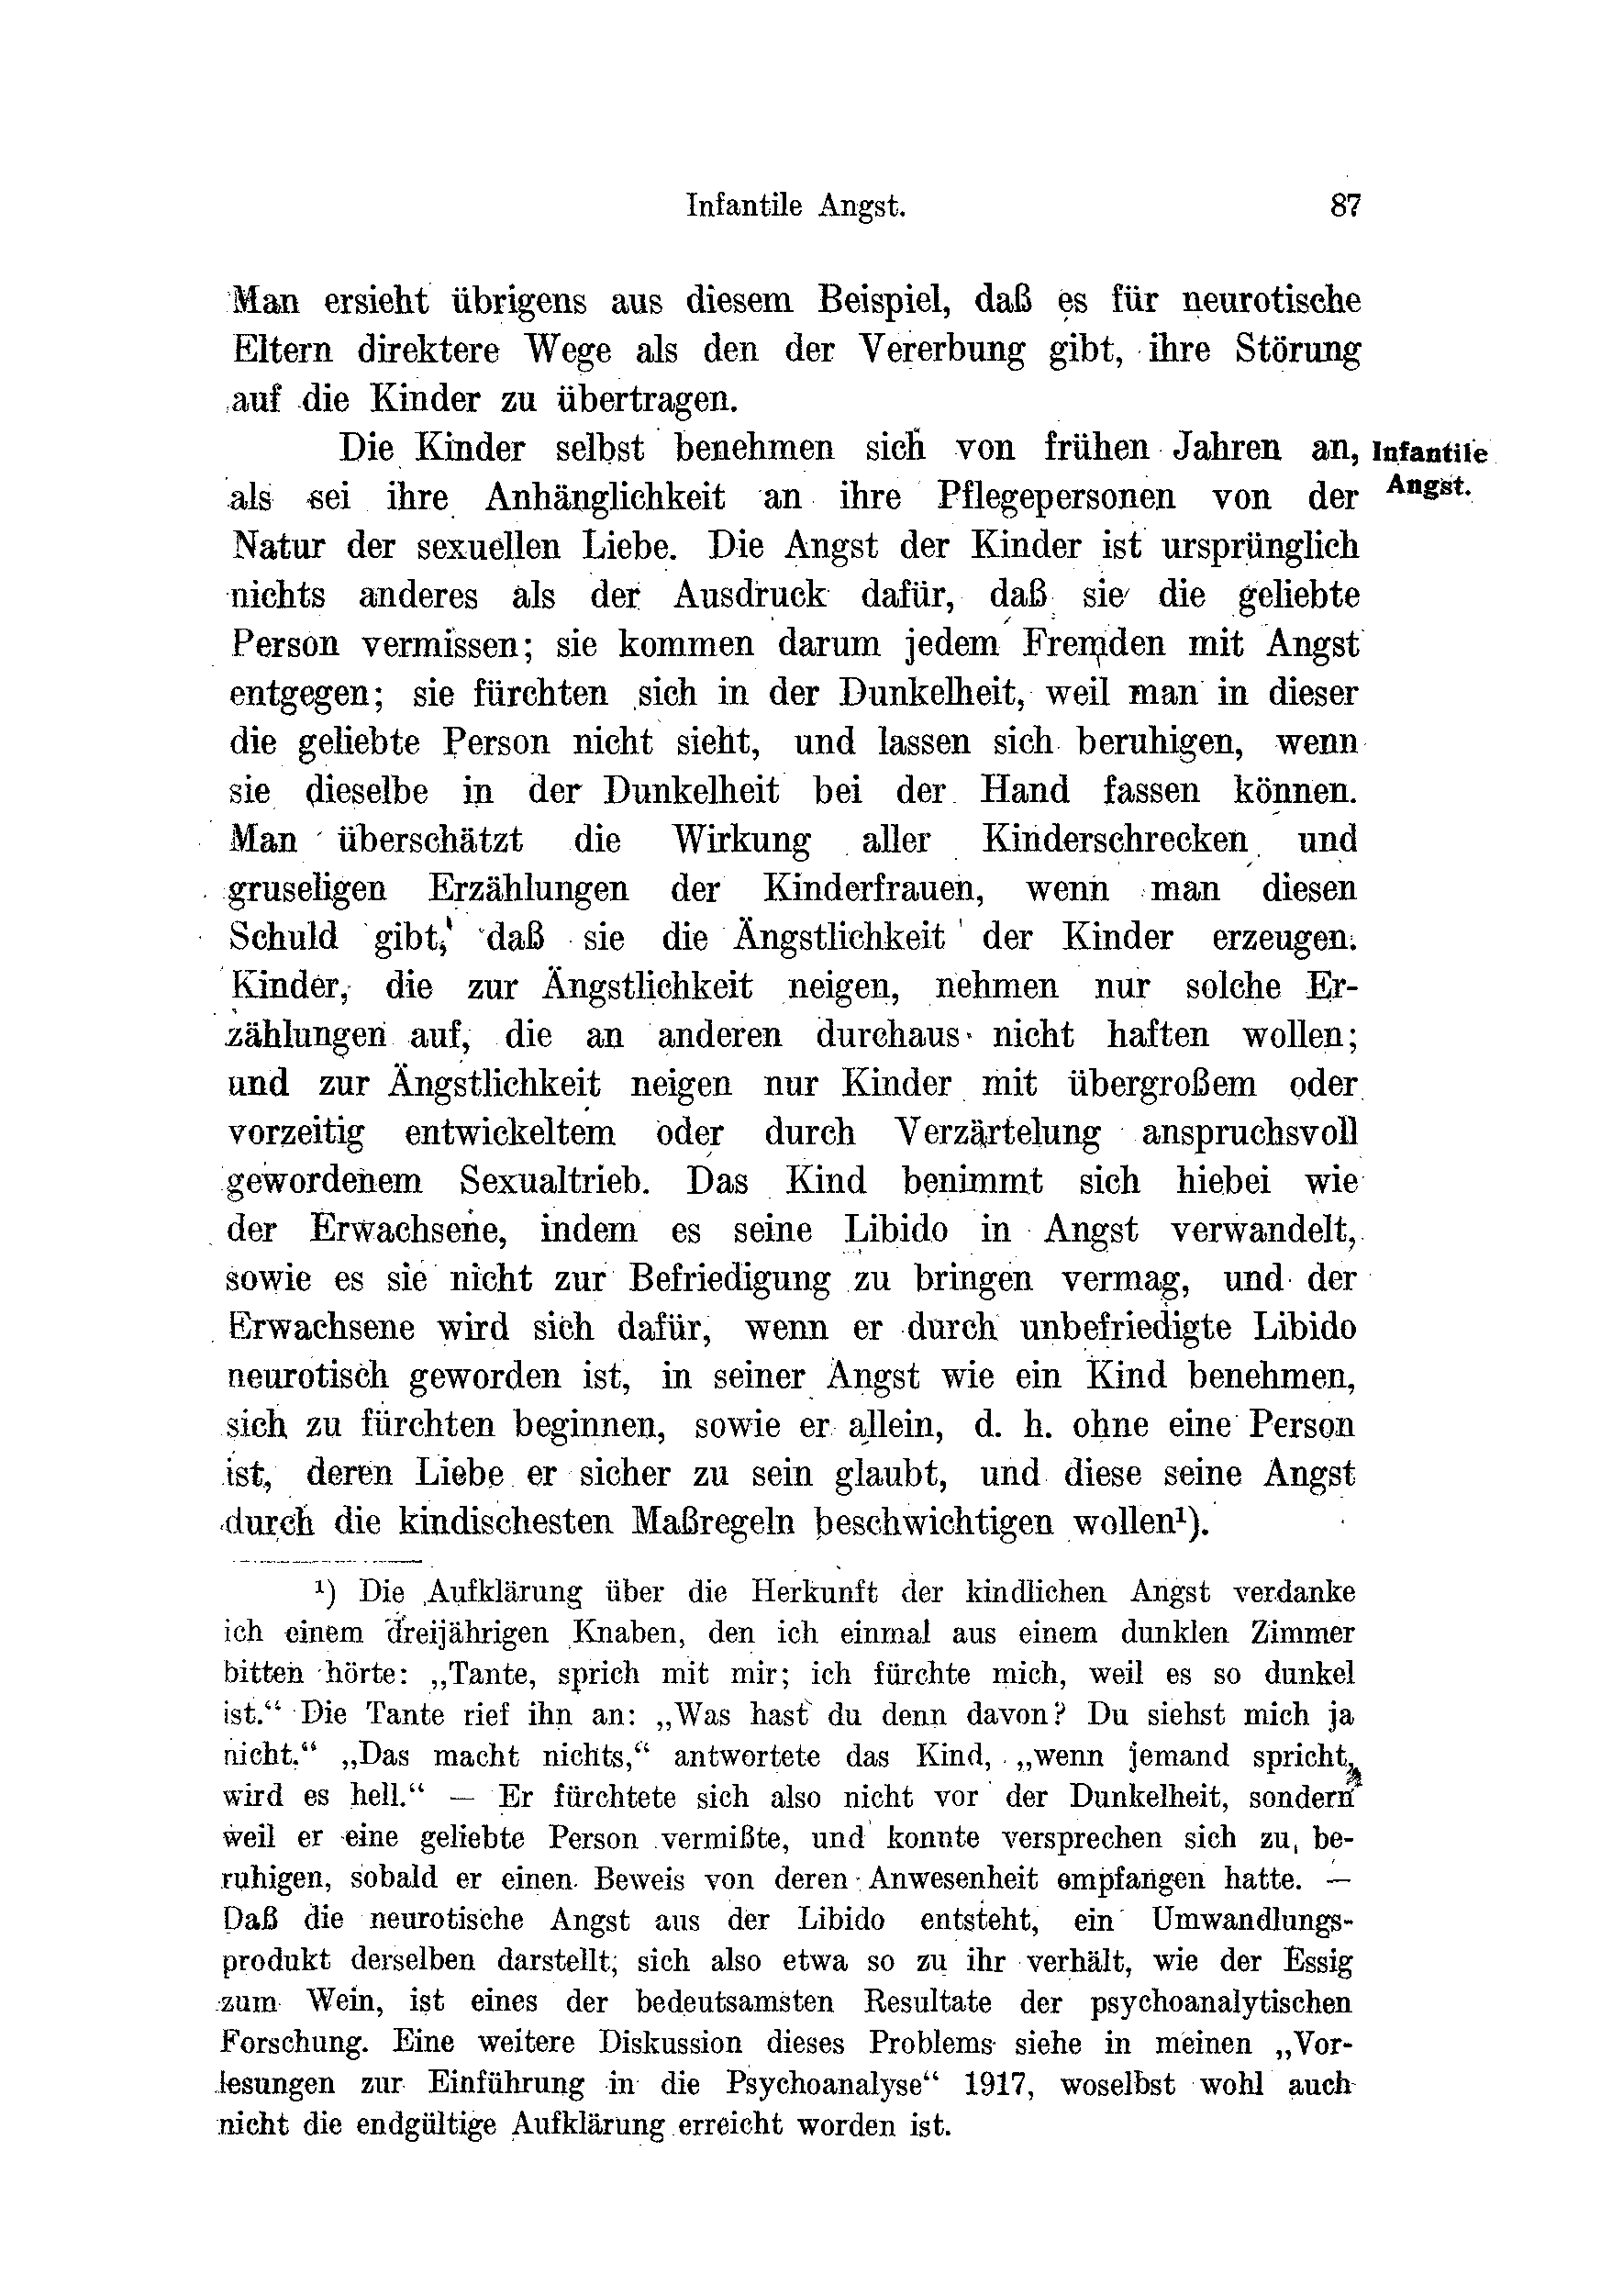 Infantile Angst. 87
Man ersieht übrigens aus diesem Beispiel, daß es für neurotische
Eltern direktere Wege als den der Vererbung gibt, ihre Störung
auf die Kinder zu übertragen.
Die Kinder selbst benehmen sich von frühen Jahren an,
Infantile
Angst.
als sei ihre Anhänglichkeit an ihre Pflegepersonen von der
Natur der sexuellen Liebe. Die Angst der Kinder ist ursprünglich
nichts anderes als der Ausdruck dafür, daß sie die geliebte
Person vermissen; sie kommen darum jedem Fremden mit Angst
entgegen; sie fürchten sich in der Dunkelheit, weil man in dieser
die geliebte Person nicht sieht, und lassen sich beruhigen, wenn
sie dieselbe in der Dunkelheit bei der Hand fassen können.
Man überschätzt die Wirkung aller Kinderschrecken und
gruseligen Erzählungen der Kinderfrauen, wenn man diesen
Schuld gibt, daß sie die Ängstlichkeit der Kinder erzeugen.
Kinder, die zur Ängstlichkeit neigen, nehmen nur solche Er-
zählungen auf, die an anderen durchaus nicht haften wollen;
und zur Ängstlichkeit neigen nur Kinder mit übergroßem oder
vorzeitig entwickeltem oder durch Verzärtelung anspruchsvoll
gewordenem Sexualtrieb. Das Kind benimmt sich hiebei wie
der Erwachsene, indem es seine Libido in Angst verwandelt,
sowie es sie nicht zur Befriedigung zu bringen vermag, und der
Erwachsene wird sich dafür, wenn er durch unbefriedigte Libido
neurotisch geworden ist, in seiner Angst wie ein Kind benehmen,
sich zu fürchten beginnen, sowie er allein, d. h. ohne eine Person
ist, deren Liebe er sicher zu sein glaubt, und diese seine Angst
durch die kindischesten Maßregeln beschwichtigen wollen¹).
¹) Die Aufklärung über die Herkunft der kindlichen Angst verdanke
ich einem dreijährigen Knaben, den ich einmal aus einem dunklen Zimmer
bitten hörte: „Tante, sprich mit mir; ich fürchte mich, weil es so dunkel
ist.“ Die Tante rief ihn an: „Was hast du denn davon? Du siehst mich ja
nicht.“ „Das macht nichts,“ antwortete das Kind, „wenn jemand spricht,
wird es hell.“ — Er fürchtete sich also nicht vor der Dunkelheit, sondern
weil er eine geliebte Person vermißte, und konnte versprechen sich zu be-
ruhigen, sobald er einen Beweis von deren Anwesenheit empfangen hatte. —
Daß die neurotische Angst aus der Libido entsteht, ein Umwandlungs-
produkt derselben darstellt, sich also etwa so zu ihr verhält, wie der Essig
zum Wein, ist eines der bedeutsamsten Resultate der psychoanalytischen
Forschung. Eine weitere Diskussion dieses Problems siehe in meinen „Vor-
lesungen zur Einführung in die Psychoanalyse“ 1917, woselbst wohl auch
nicht die endgültige Aufklärung erreicht worden ist.